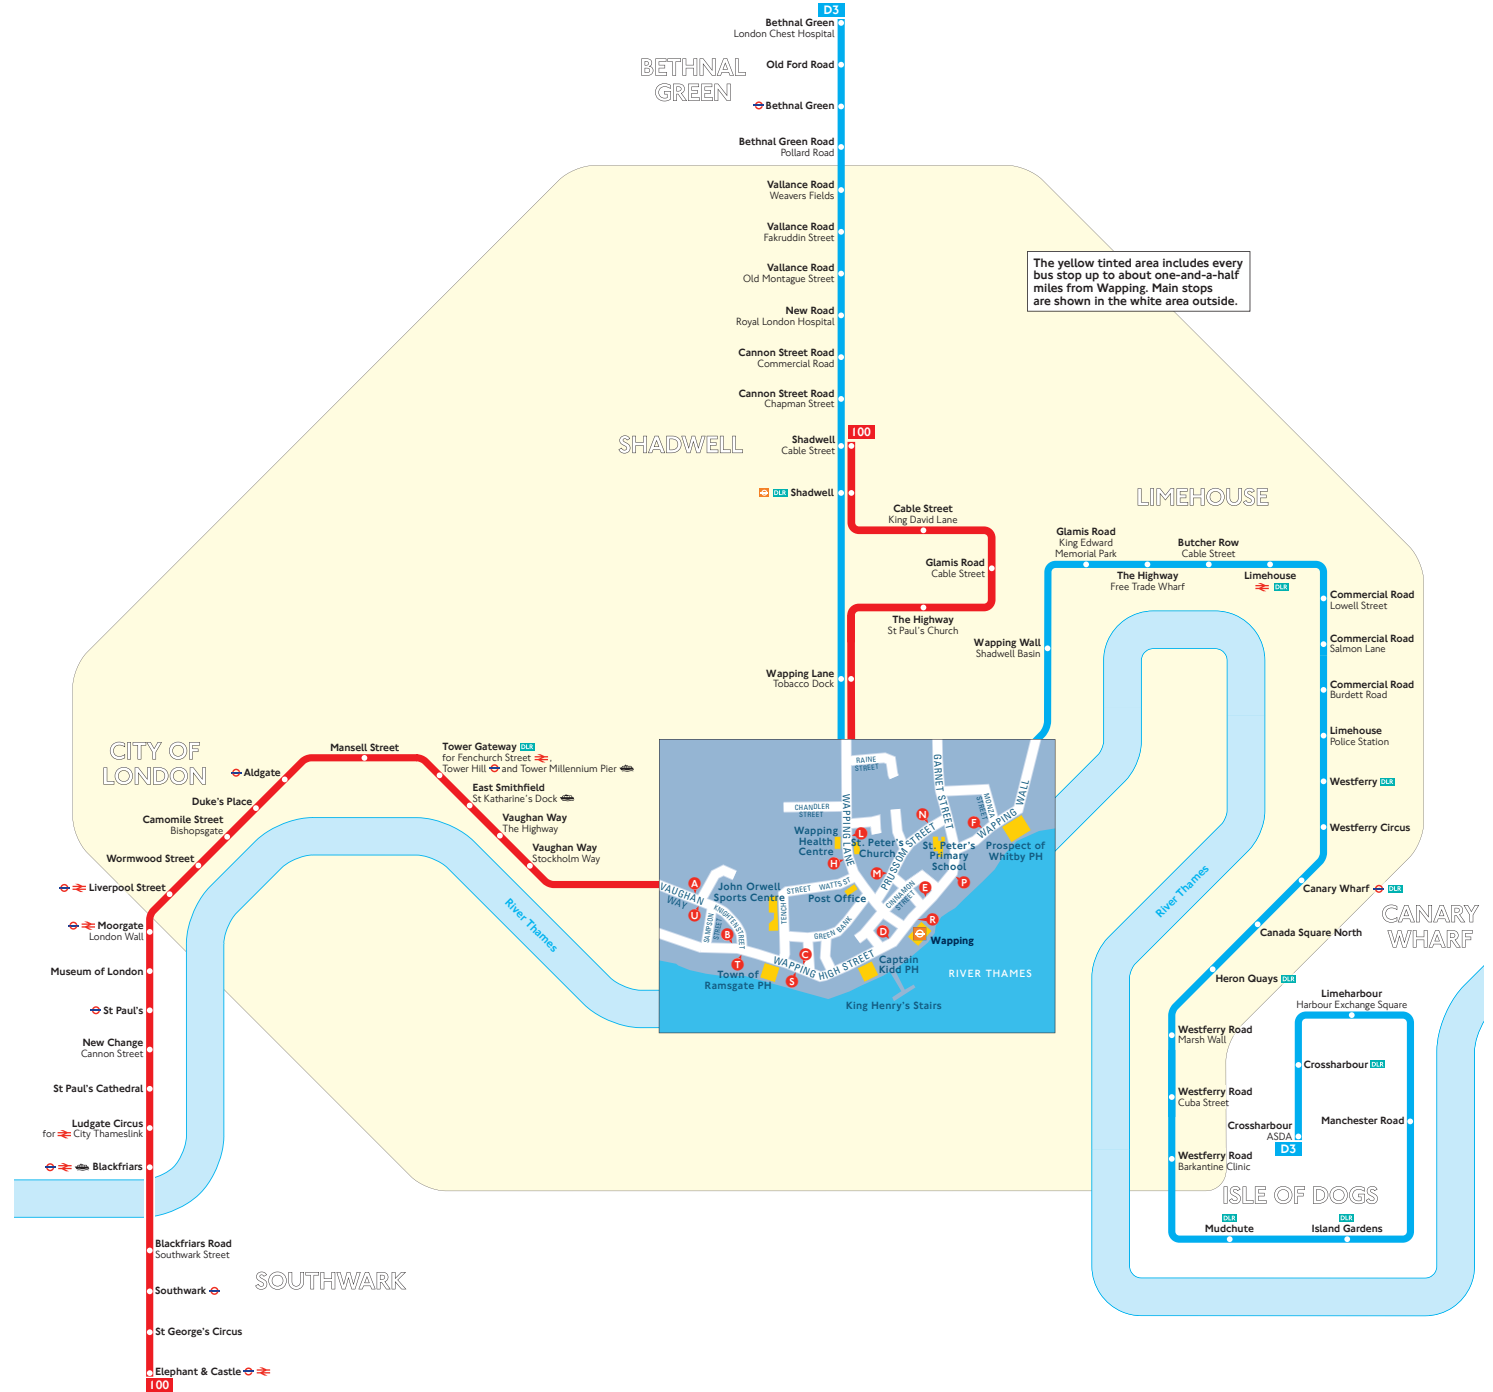 D3
Bethnal Green
London Chest Hospital
BETHNAL
GREEN
Old Ford Road
Bethnal Green
Bethnal Green Road
Pollard Road
Vallance Road
Weavers Fields
Vallance Road
Fakruddin Street
Vallance Road
Old Montague Street
The yellow tinted area includes every
bus stop up to about one-and-a-half
miles from Wapping. Main stops
are shown in the white area outside.
New Road
Royal London Hospital
Cannon Street Road
Commercial Road
Cannon Street Road
Chapman Street
SHADWELL
100
Shadwell
Cable Street
DLR Shadwell
Cable Street
King David Lane
Glamis Road
Cable Street
The Highway
St Paul's Church
Wapping Lane
Tobacco Dock
LIMEHOUSE
Wapping Wall
Shadwell Basin
Glamis Road
King Edward
Memorial Park
The Highway
Free Trade Wharf
Butcher Row
Cable Street
Limehouse
DLR
Commercial Road
Lowell Street
Commercial Road
Salmon Lane
Commercial Road
Burdett Road
Limehouse
Police Station
Westferry DLR
Westferry Circus
Canary Wharf DLR
CANARY
WHARF
Canada Square North
Heron Quays DLR
Westferry Road
Marsh Wall
Westferry Road
Cuba Street
Westferry Road
Barkantine Clinic
ISLE OF DOGS
DLR
Mudchute
DLR
Island Gardens
Manchester Road
Limeharbour
Harbour Exchange Square
Crossharbour DLR
Crossharbour
ASDA
D3
River Thames
CITY OF
LONDON
Mansell Street
Tower Gateway DLR
for Fenchurch Street ,
Tower Hill and Tower Millennium Pier
East Smithfield
St Katharine's Dock
Vaughan Way
The Highway
Vaughan Way
Stockholm Way
Aldgate
Duke's Place
Camomile Street
Bishopsgate
Wormwood Street
Liverpool Street
Moorgate
London Wall
Museum of London
St Paul's
New Change
Cannon Street
St Paul's Cathedral
Ludgate Circus
for City Thameslink
Blackfriars
River Thames
Blackfriars Road
Southwark Street
SOUTHWARK
Southwark
St George's Circus
Elephant & Castle
100
RAINE
STREET
GARNET STREET
CHANDLER
STREET
WAPPING LANE
MONZA
STREET
WAPPING WALL
N
F
L
Wapping
Health
Centre
St. Peter's
Church
PRUSSOM STREET
St. Peter's
Primary
School
Prospect of
Whitby PH
H
M
E
P
A
VAUGHAN
WAY
U
John Orwell
Sports Centre
TENCH
STREET
WATTS ST
Post Office
CINNAMON
STREET
SAMPSON
STREET
KNIGHTEN STREET
B
T
GREEN BANK
D
R
Wapping
C
S
WAPPING HIGH STREET
Town of
Ramsgate PH
Captain
Kidd PH
King Henry's Stairs
RIVER THAMES